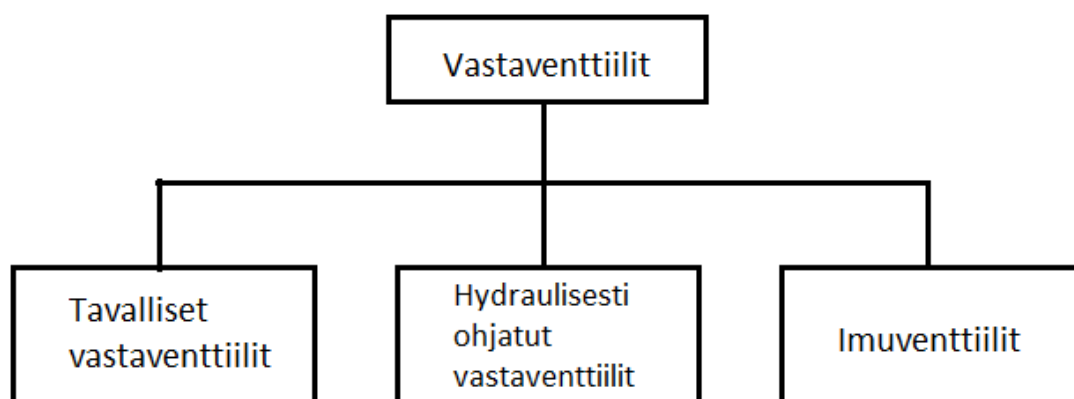 Vastaventtiilit
Tavalliset
vastaventtiilit
Hydraulisesti
ohjatut
vastaventtiilit
Imuventtiilit